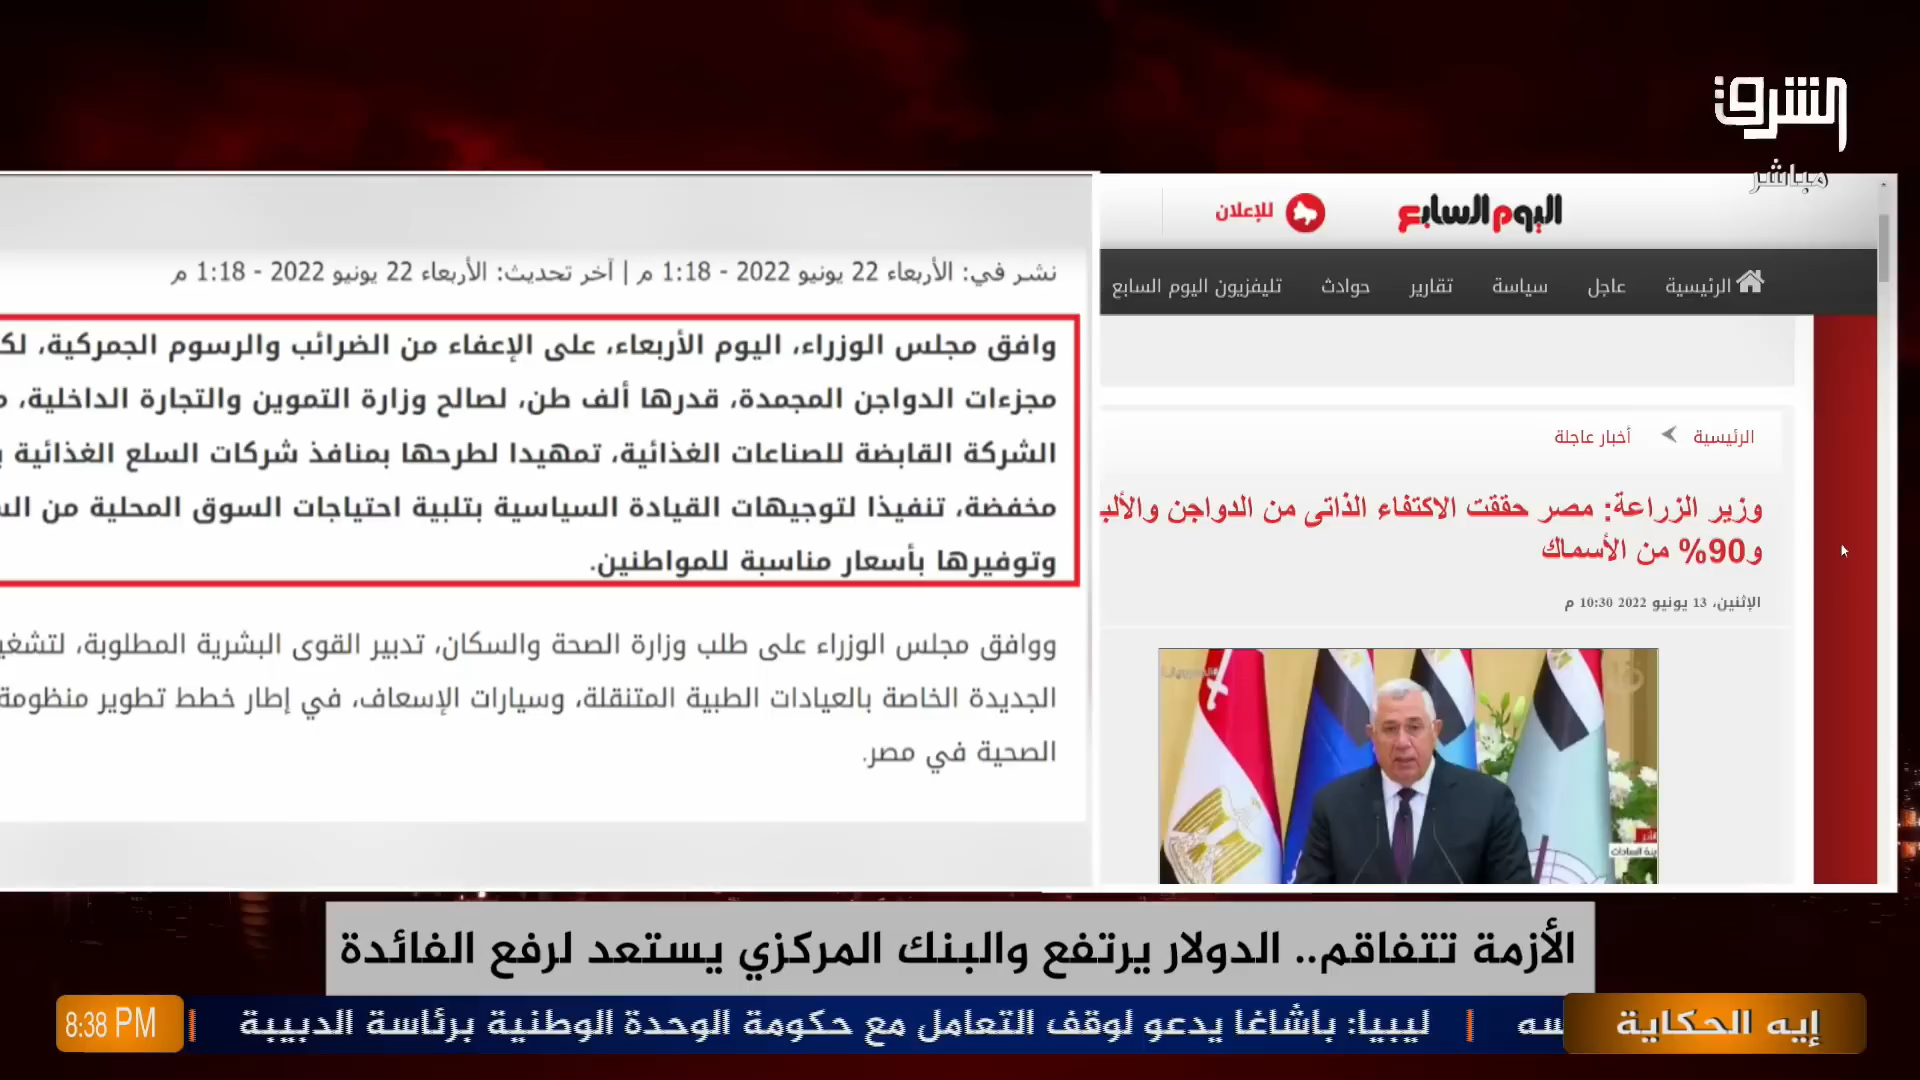 الشرق
مباشر
اليوم السابع
للإعلان
الرئيسية عاجل سياسة تقارير حوادث تليفزيون اليوم السابع
الرئيسية أخبار عاجلة
وزير الزراعة: مصر حققت الاكتفاء الذاتى من الدواجن والألب
و90% من الأسماك
الإثنين، 13 يونيو 2022 10:30 م
نشر في: الأربعاء 22 يونيو 2022 - 1:18 م | آخر تحديث: الأربعاء 22 يونيو 2022 - 1:18 م
وافق مجلس الوزراء، اليوم الأربعاء، على الإعفاء من الضرائب والرسوم الجمركية، لك
مجزءات الدواجن المجمدة، قدرها ألف طن، لصالح وزارة التموين والتجارة الداخلية،
الشركة القابضة للصناعات الغذائية، تمهيدا لطرحها بمنافذ شركات السلع الغذائية
مخفضة، تنفيذا لتوجيهات القيادة السياسية بتلبية احتياجات السوق المحلية من
وتوفيرها بأسعار مناسبة للمواطنين.
ووافق مجلس الوزراء على طلب وزارة الصحة والسكان، تدبير القوى البشرية المطلوبة، لتشغي
الجديدة الخاصة بالعيادات الطبية المتنقلة، وسيارات الإسعاف، في إطار خطط تطوير منظومة
الصحية في مصر.
الأزمة تتفاقم.. الدولار يرتفع والبنك المركزي يستعد لرفع الفائدة
إيه الحكاية
سه | ليبيا: باشاغا يدعو لوقف التعامل مع حكومة الوحدة الوطنية برئاسة الدبيبة |
8:38 PM